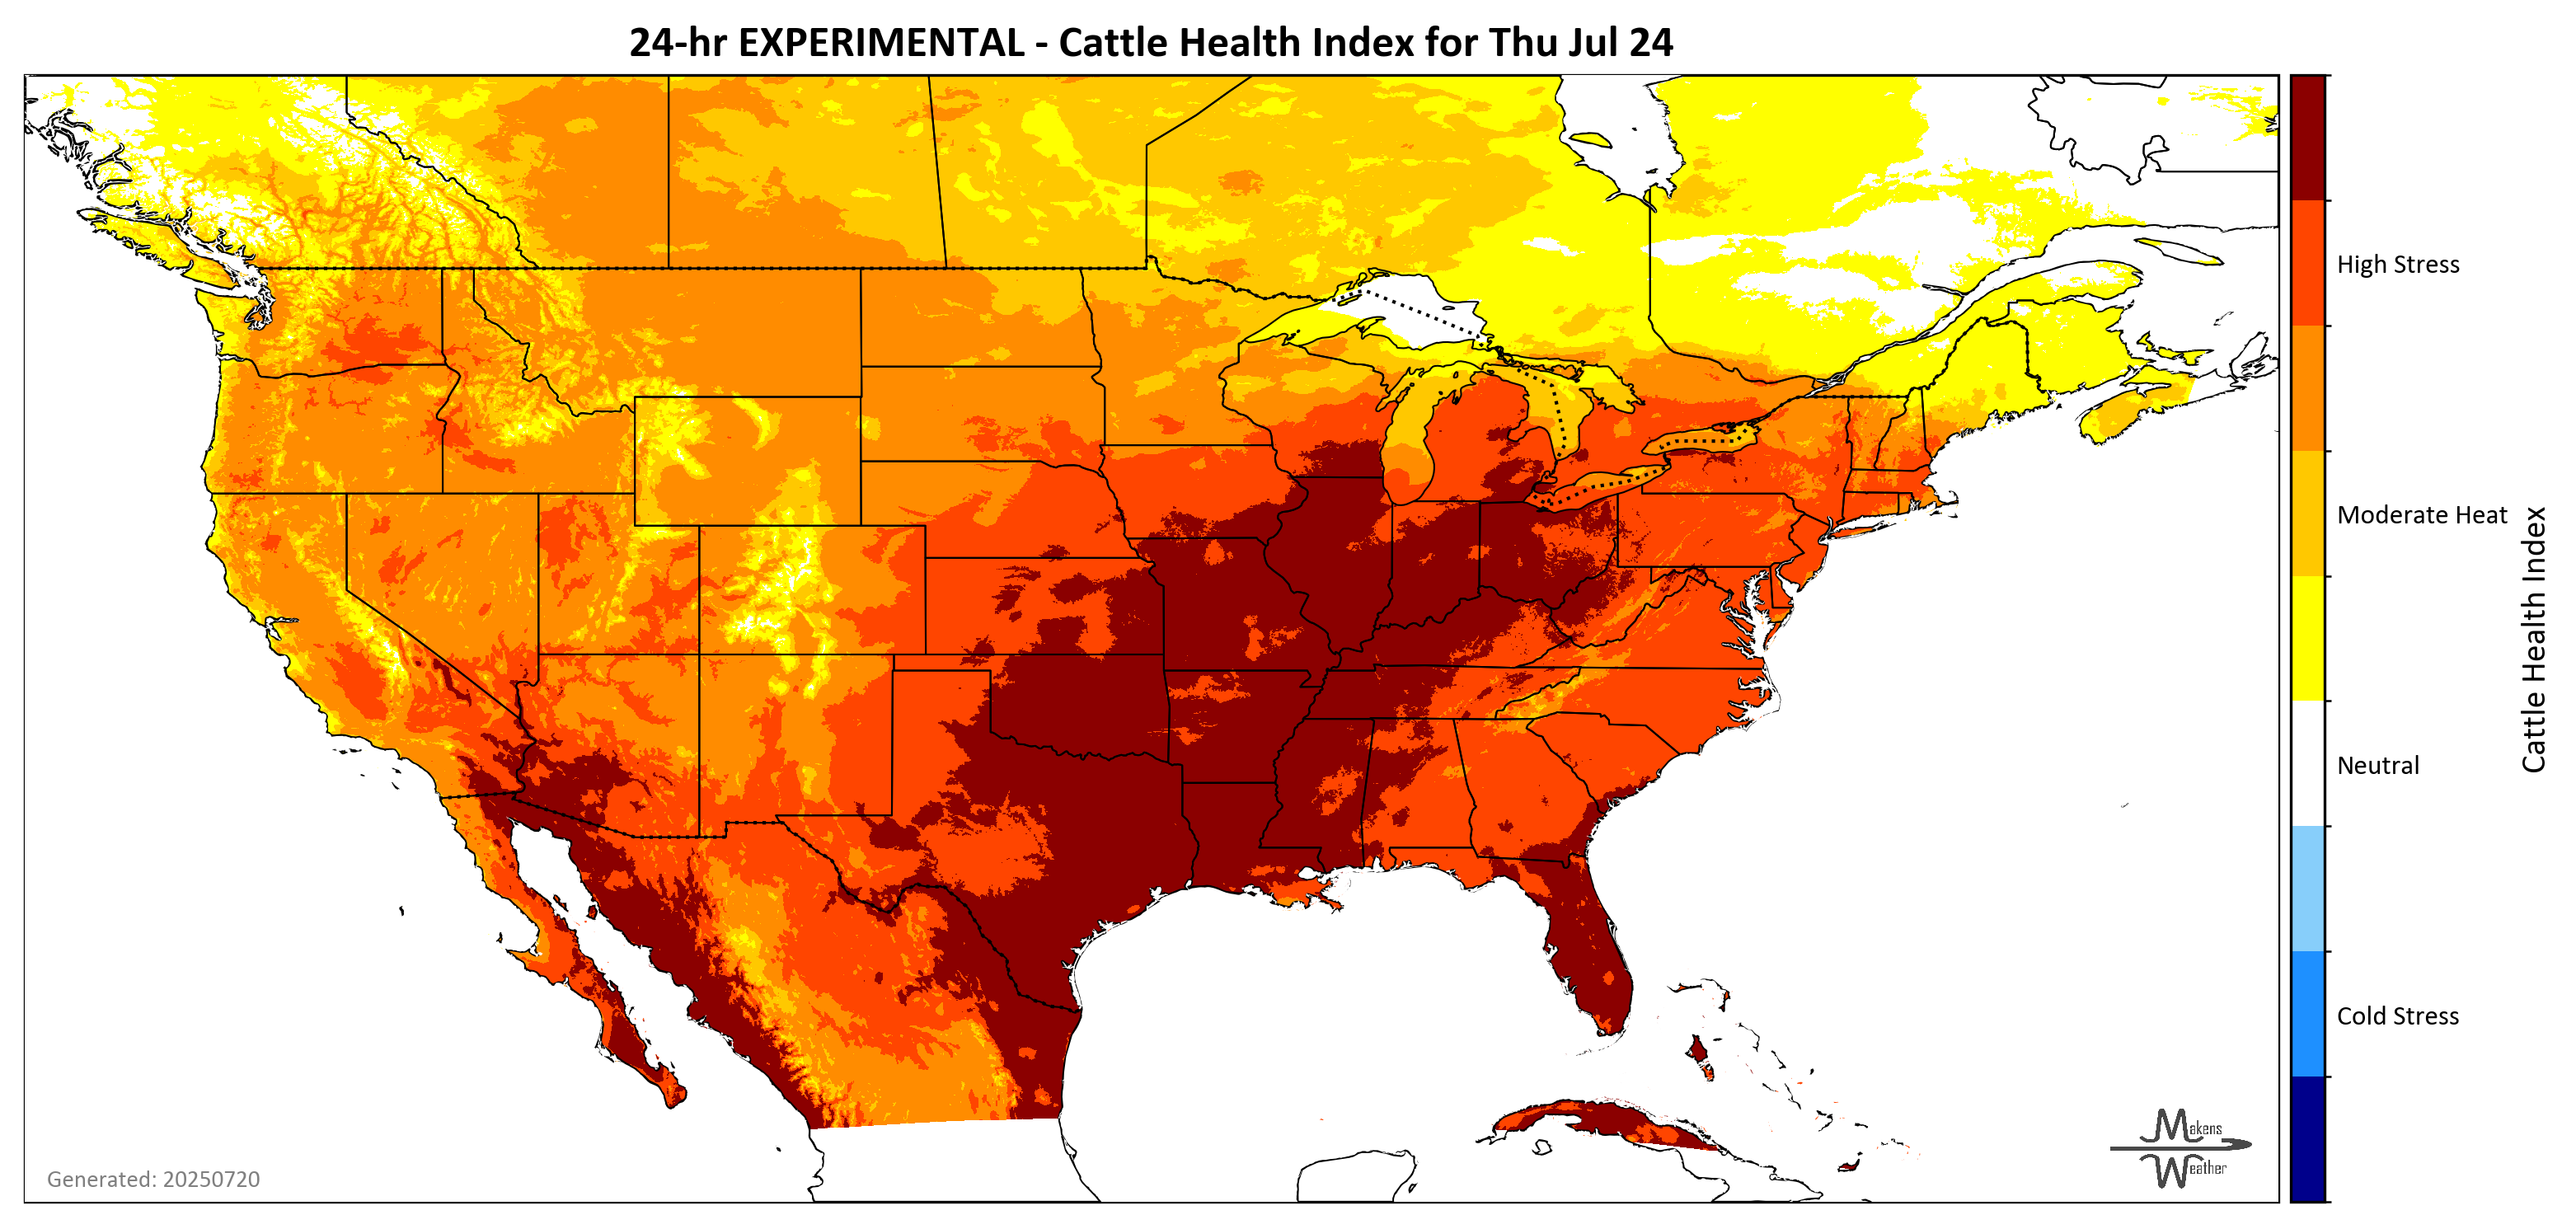 24-hr EXPERIMENTAL - Cattle Health Index for Thu Jul 24
High Stress
Moderate Heat
Neutral
Cold Stress
Cattle Health Index
Generated: 20250720
Makens
Weather